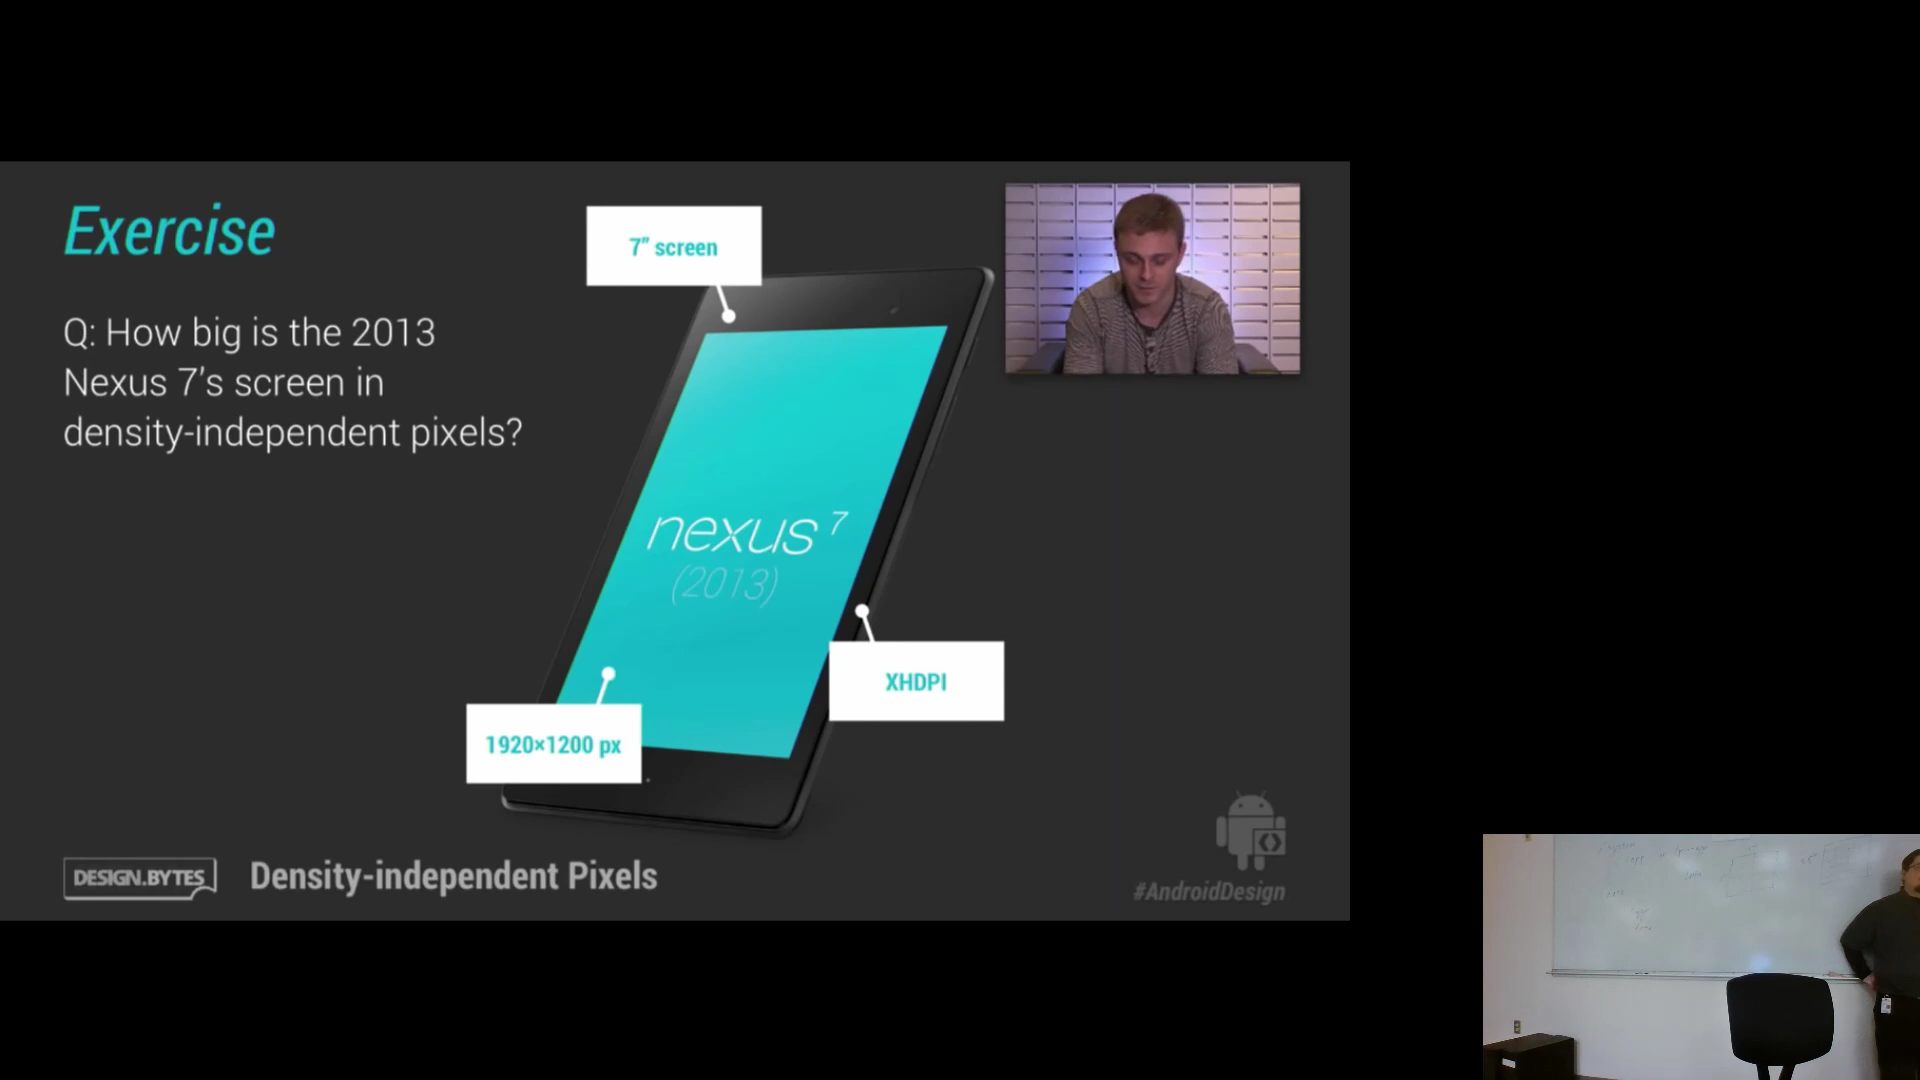 Exercise
Q: How big is the 2013
Nexus 7's screen in
density-independent pixels?
7” screen
nexus 7
(2013)
XHDPI
1920×1200 px
DESIGN.BYTES
Density-independent Pixels
#AndroidDesign